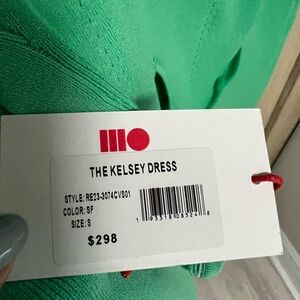 THE KELSEY DRESS
STYLE: RE23-3074CVS01
COLOR: SF
SIZE: S
$298